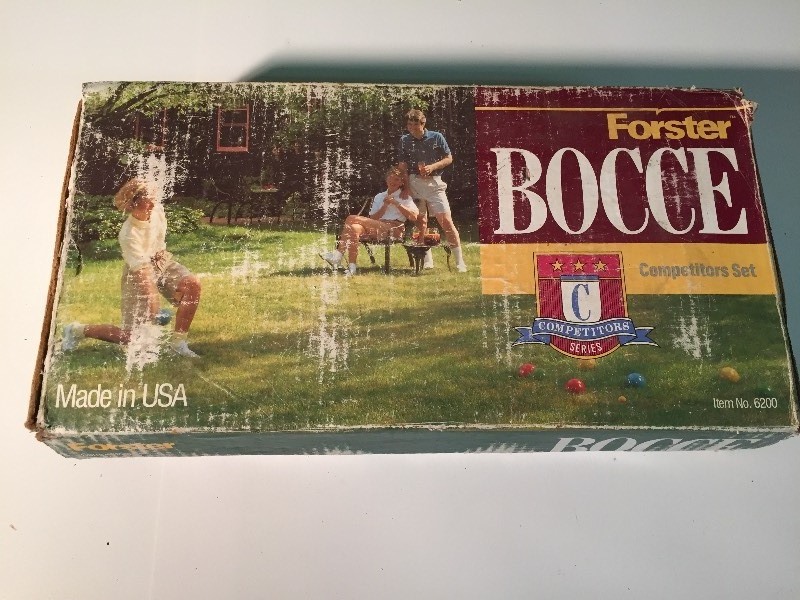 Forster
BOCCE
Competitors Set
C
COMPETITORS
SERIES
Made in USA
Item No. 6200
Forster
BOCCE